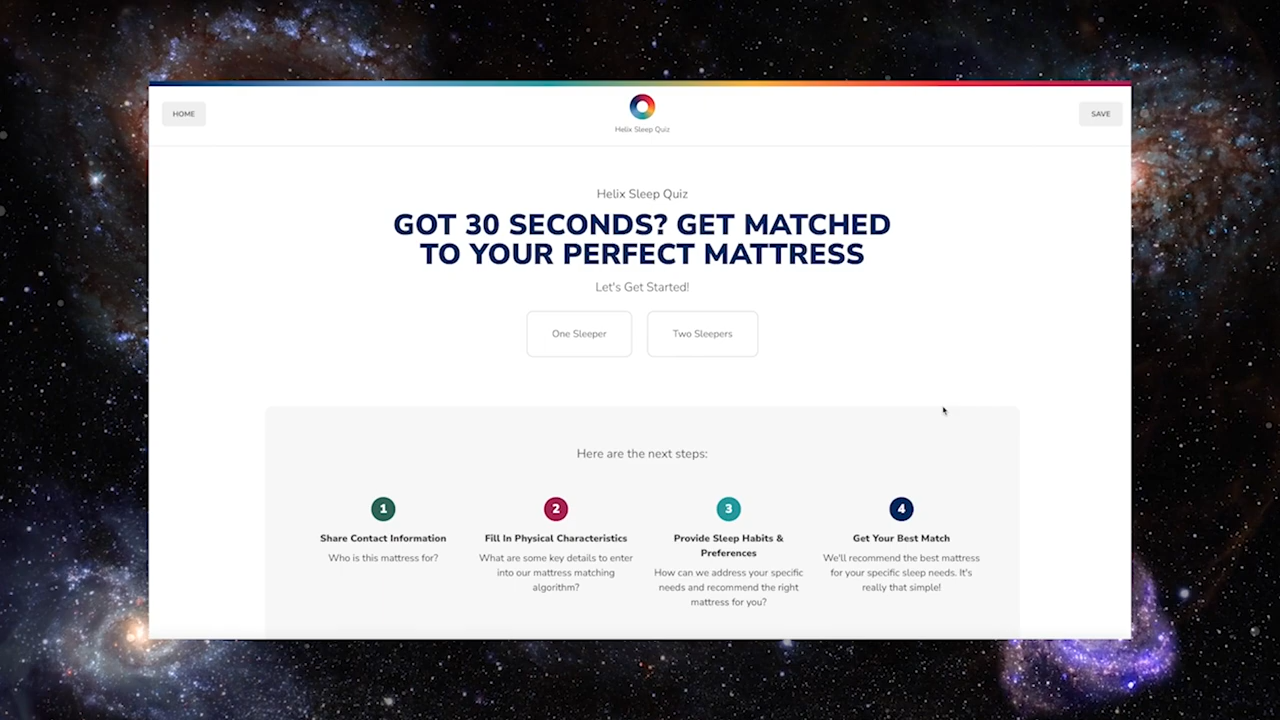 HOME
Helix Sleep Quiz
SAVE
Helix Sleep Quiz
GOT 30 SECONDS? GET MATCHED
TO YOUR PERFECT MATTRESS
Let's Get Started!
One Sleeper
Two Sleepers
Here are the next steps:
1
Share Contact Information
Who is this mattress for?
2
Fill In Physical Characteristics
What are some key details to enter
into our mattress matching
algorithm?
3
Provide Sleep Habits &
Preferences
How can we address your specific
needs and recommend the right
mattress for you?
4
Get Your Best Match
We'll recommend the best mattress
for your specific sleep needs. It's
really that simple!